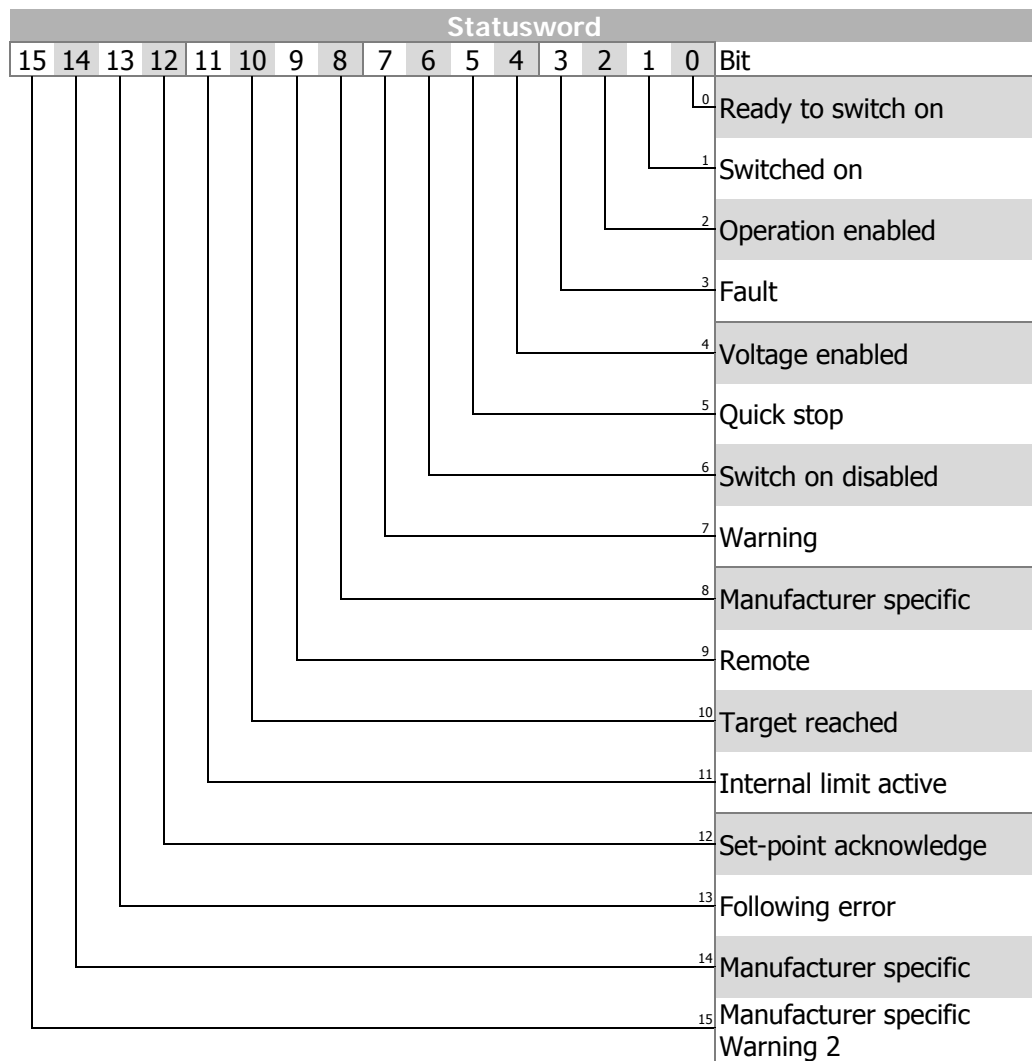 Statusword
15 14 13 12 11 10 9 8 7 6 5 4 3 2 1 0 Bit
0 Ready to switch on
1 Switched on
2 Operation enabled
3 Fault
4 Voltage enabled
5 Quick stop
6 Switch on disabled
7 Warning
8 Manufacturer specific
9 Remote
10 Target reached
11 Internal limit active
12 Set-point acknowledge
13 Following error
14 Manufacturer specific
15 Manufacturer specific
Warning 2